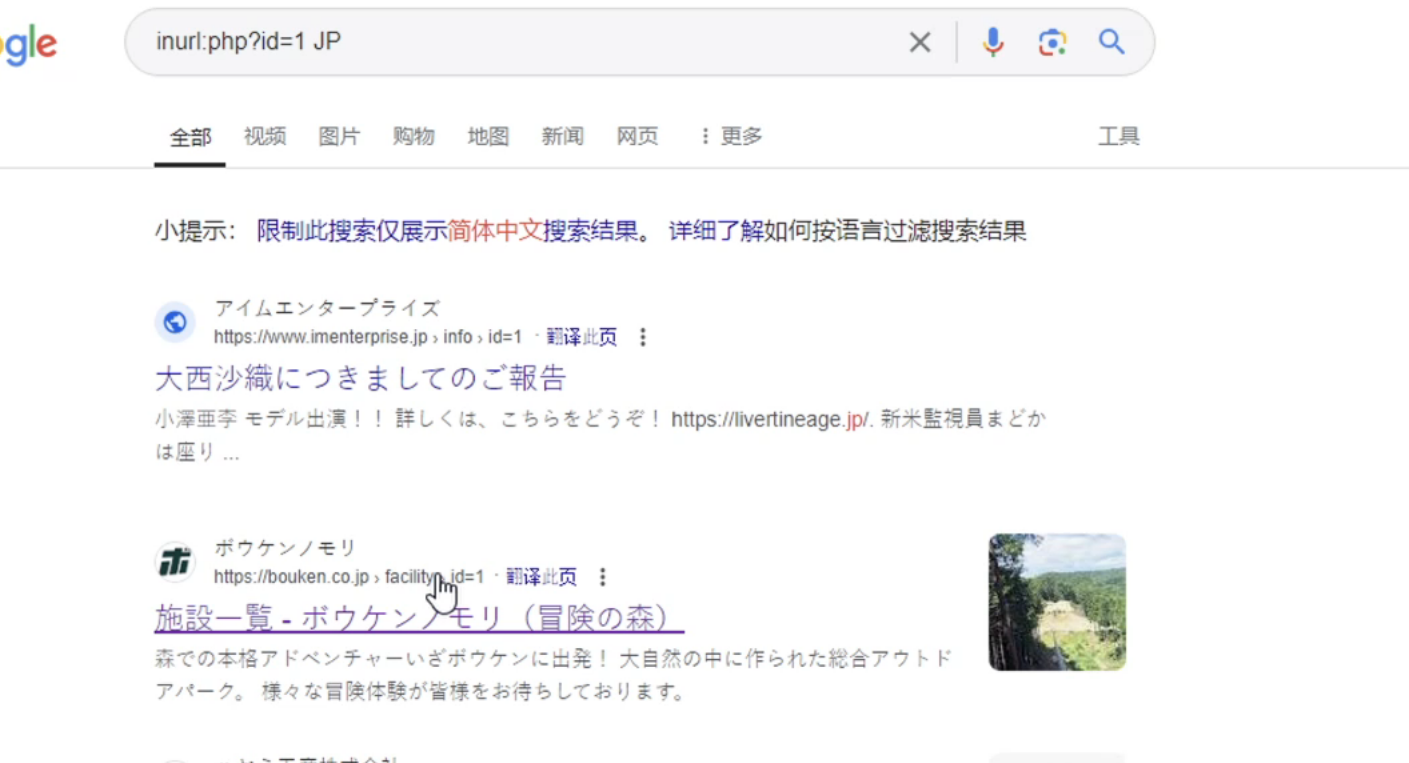 gle
inurl:php?id=1 JP
全部 视频 图片 购物 地图 新闻 网页 ⋮ 更多 工具
小提示： 限制此搜索仅展示简体中文搜索结果。 详细了解如何按语言过滤搜索结果
アイムエンタープライズ
https://www.imenterprise.jp › info › id=1 · 翻译此页
大西沙織につきましてのご報告
小澤亜李 モデル出演！！ 詳しくは、こちらをどうぞ！ https://livertineage.jp/. 新米監視員まどか
は座り ...
ボウケンノモリ
https://bouken.co.jp › facility › id=1 · 翻译此页
施設一覧 - ボウケンノモリ（冒険の森）
森での本格アドベンチャーいざボウケンに出発！ 大自然の中に作られた総合アウトド
アパーク。 様々な冒険体験が皆様をお待ちしております。